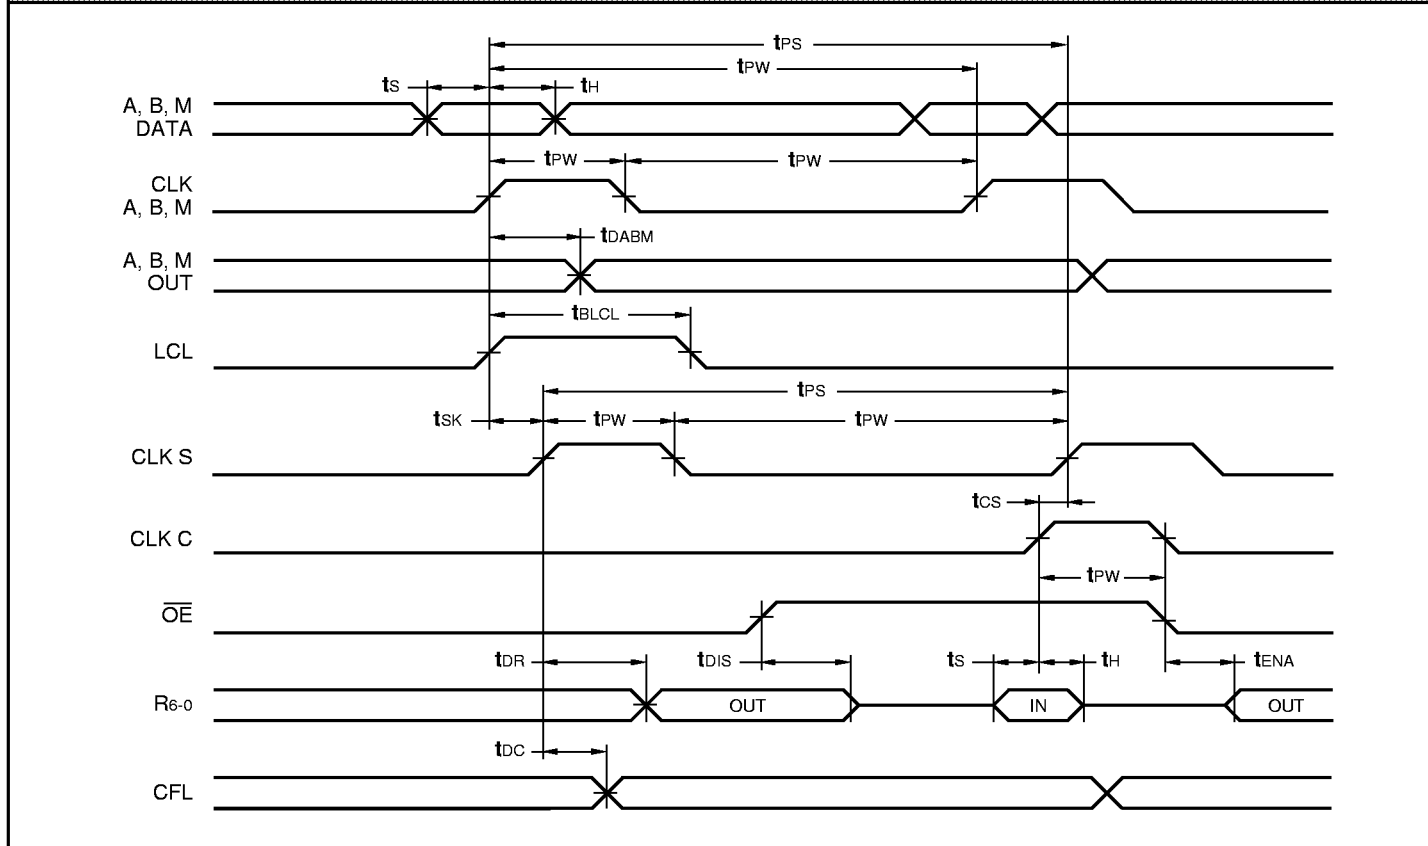 tPS
tPW
tS
tH
A, B, M
DATA
tPW
tPW
CLK
A, B, M
tDABM
A, B, M
OUT
tBLCL
LCL
tPS
tSK
tPW
tPW
CLK S
tCS
CLK C
tPW
OE
tDR
tDIS
tS
tH
tENA
R6-0
OUT
IN
OUT
tDC
CFL